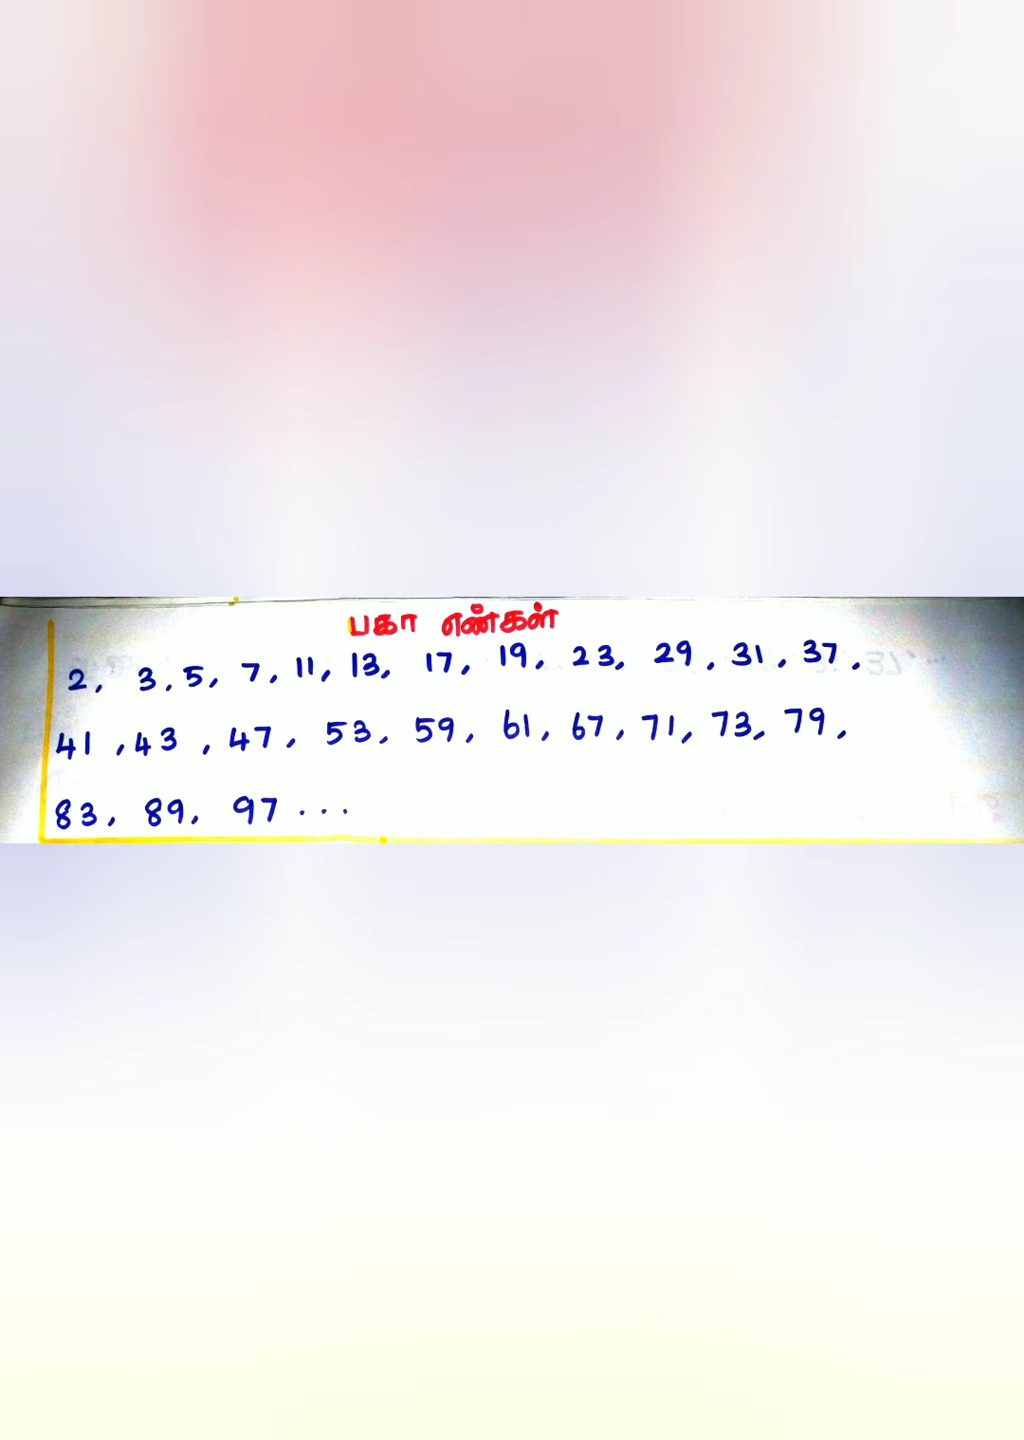 பகா எண்கள்
2, 3, 5, 7, 11, 13, 17, 19, 23, 29, 31, 37,
41, 43, 47, 53, 59, 61, 67, 71, 73, 79,
83, 89, 97 ...